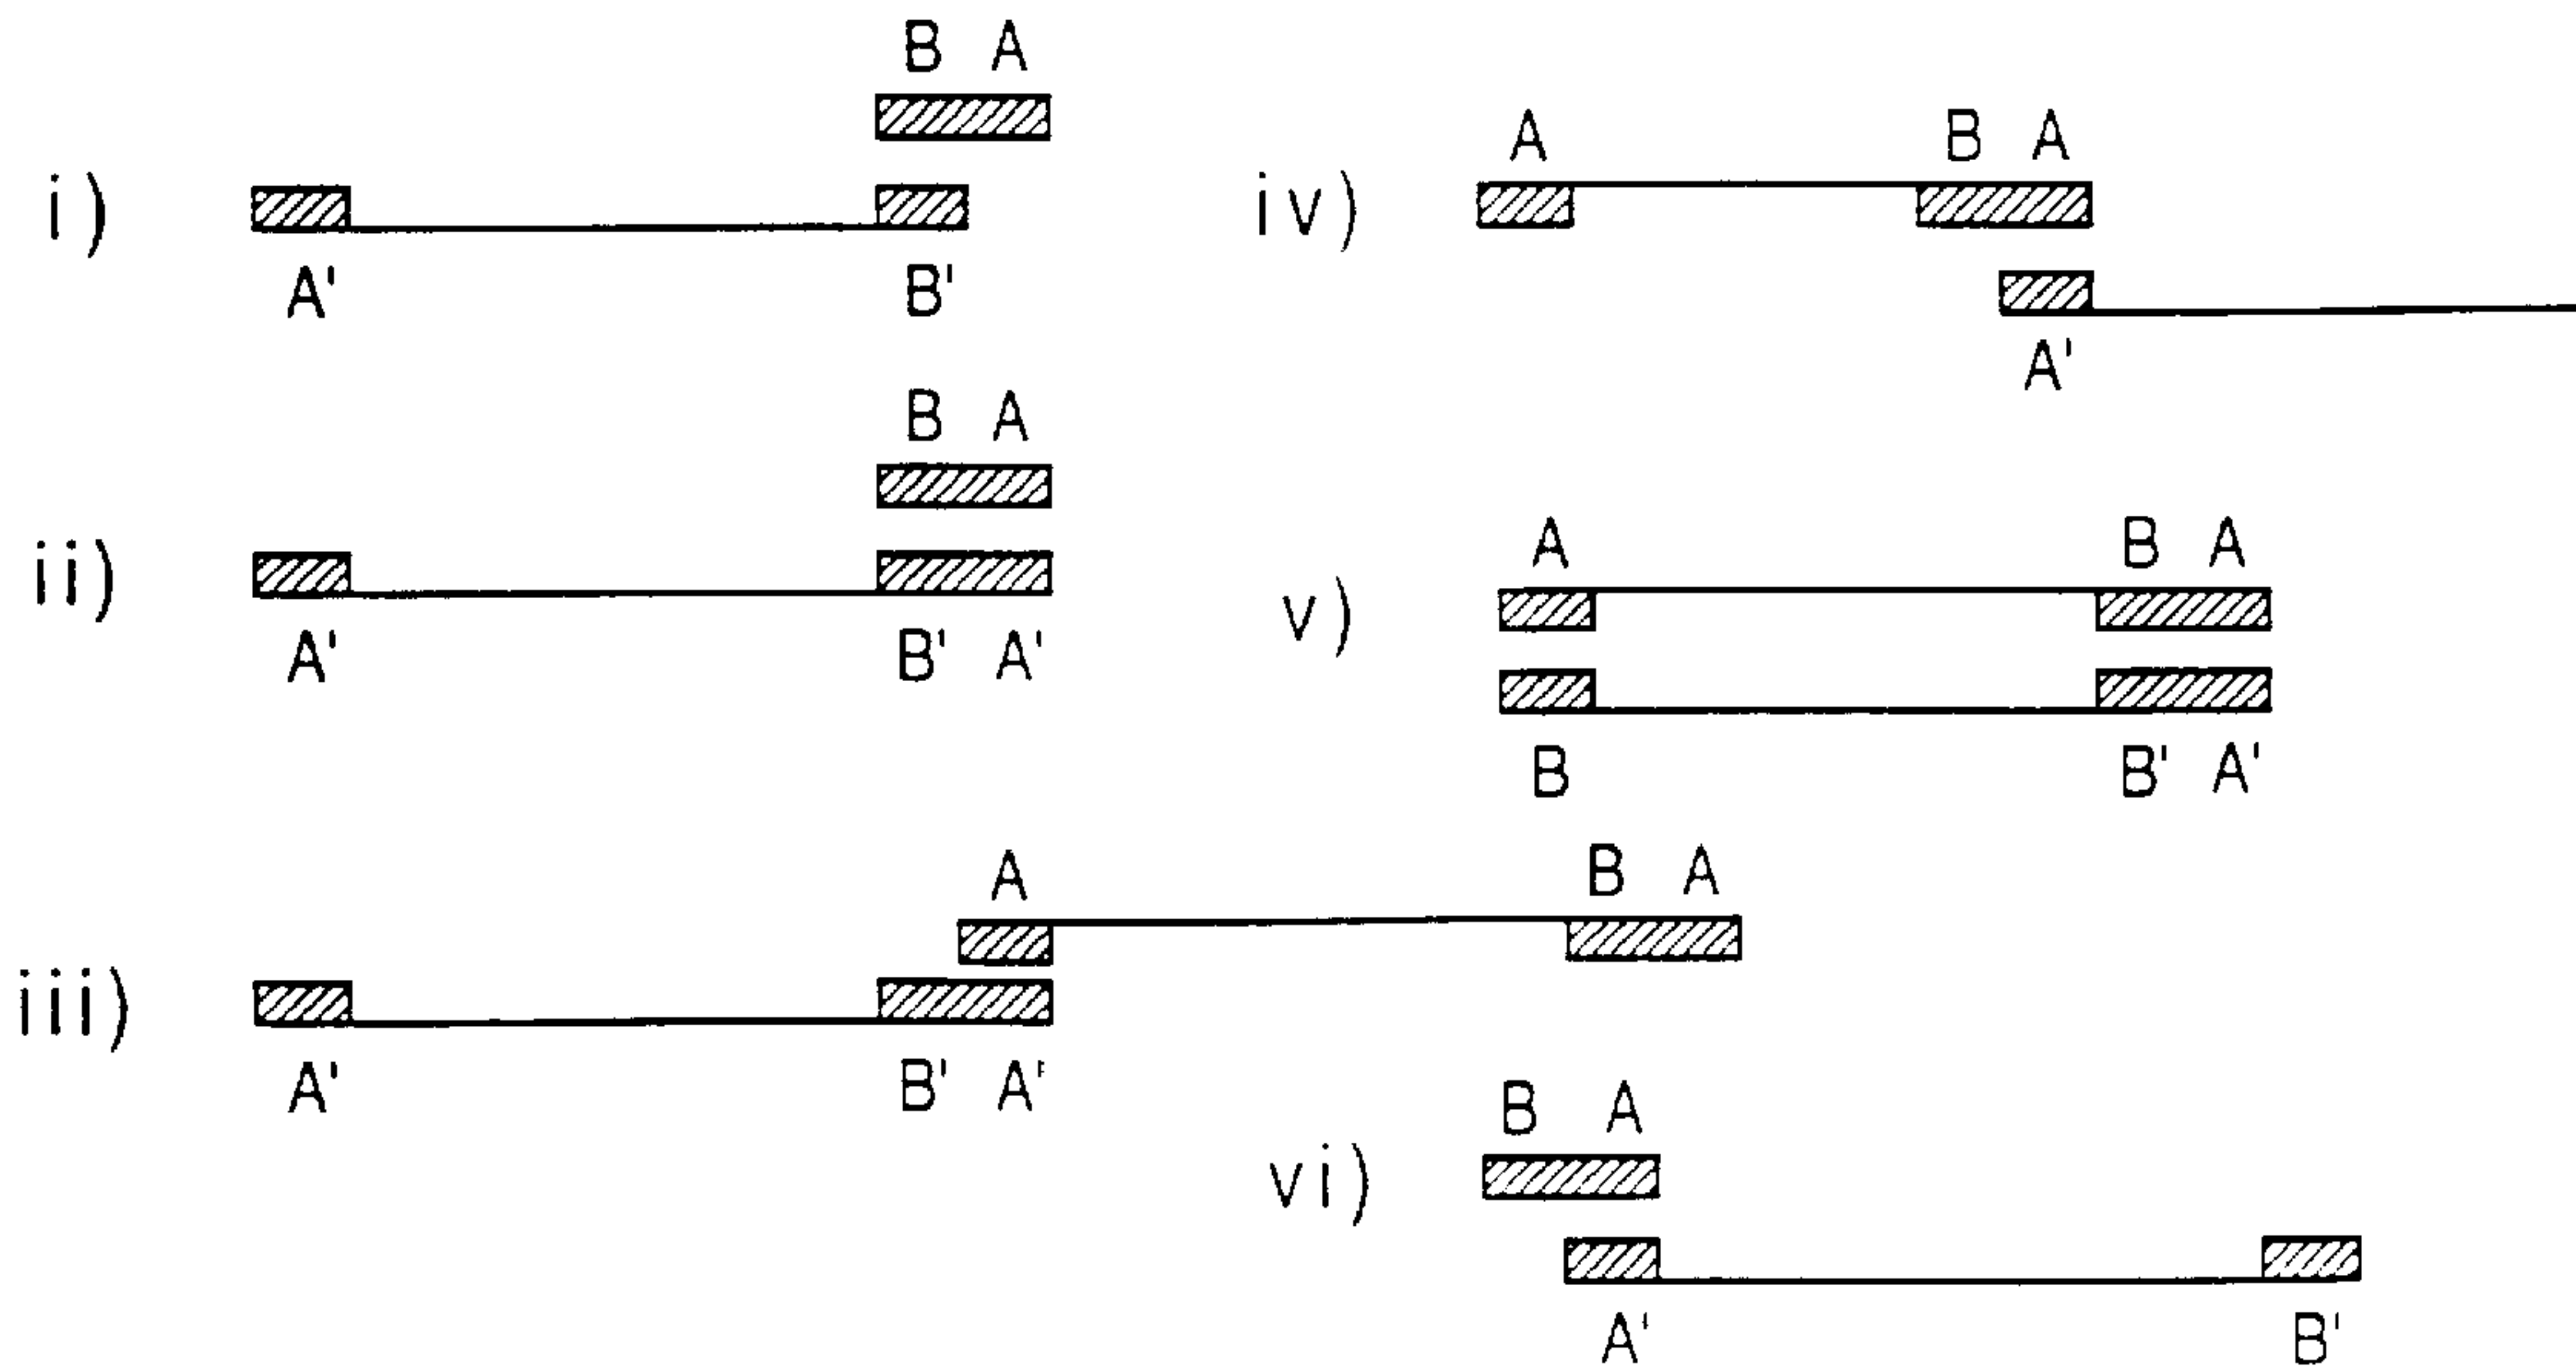 B A
i)
A' B'
B A
ii)
A' B' A'
A B A
iii)
A' B' A'
A B A
iv)
A'
A B A
v)
B B' A'
B A
vi)
A' B'